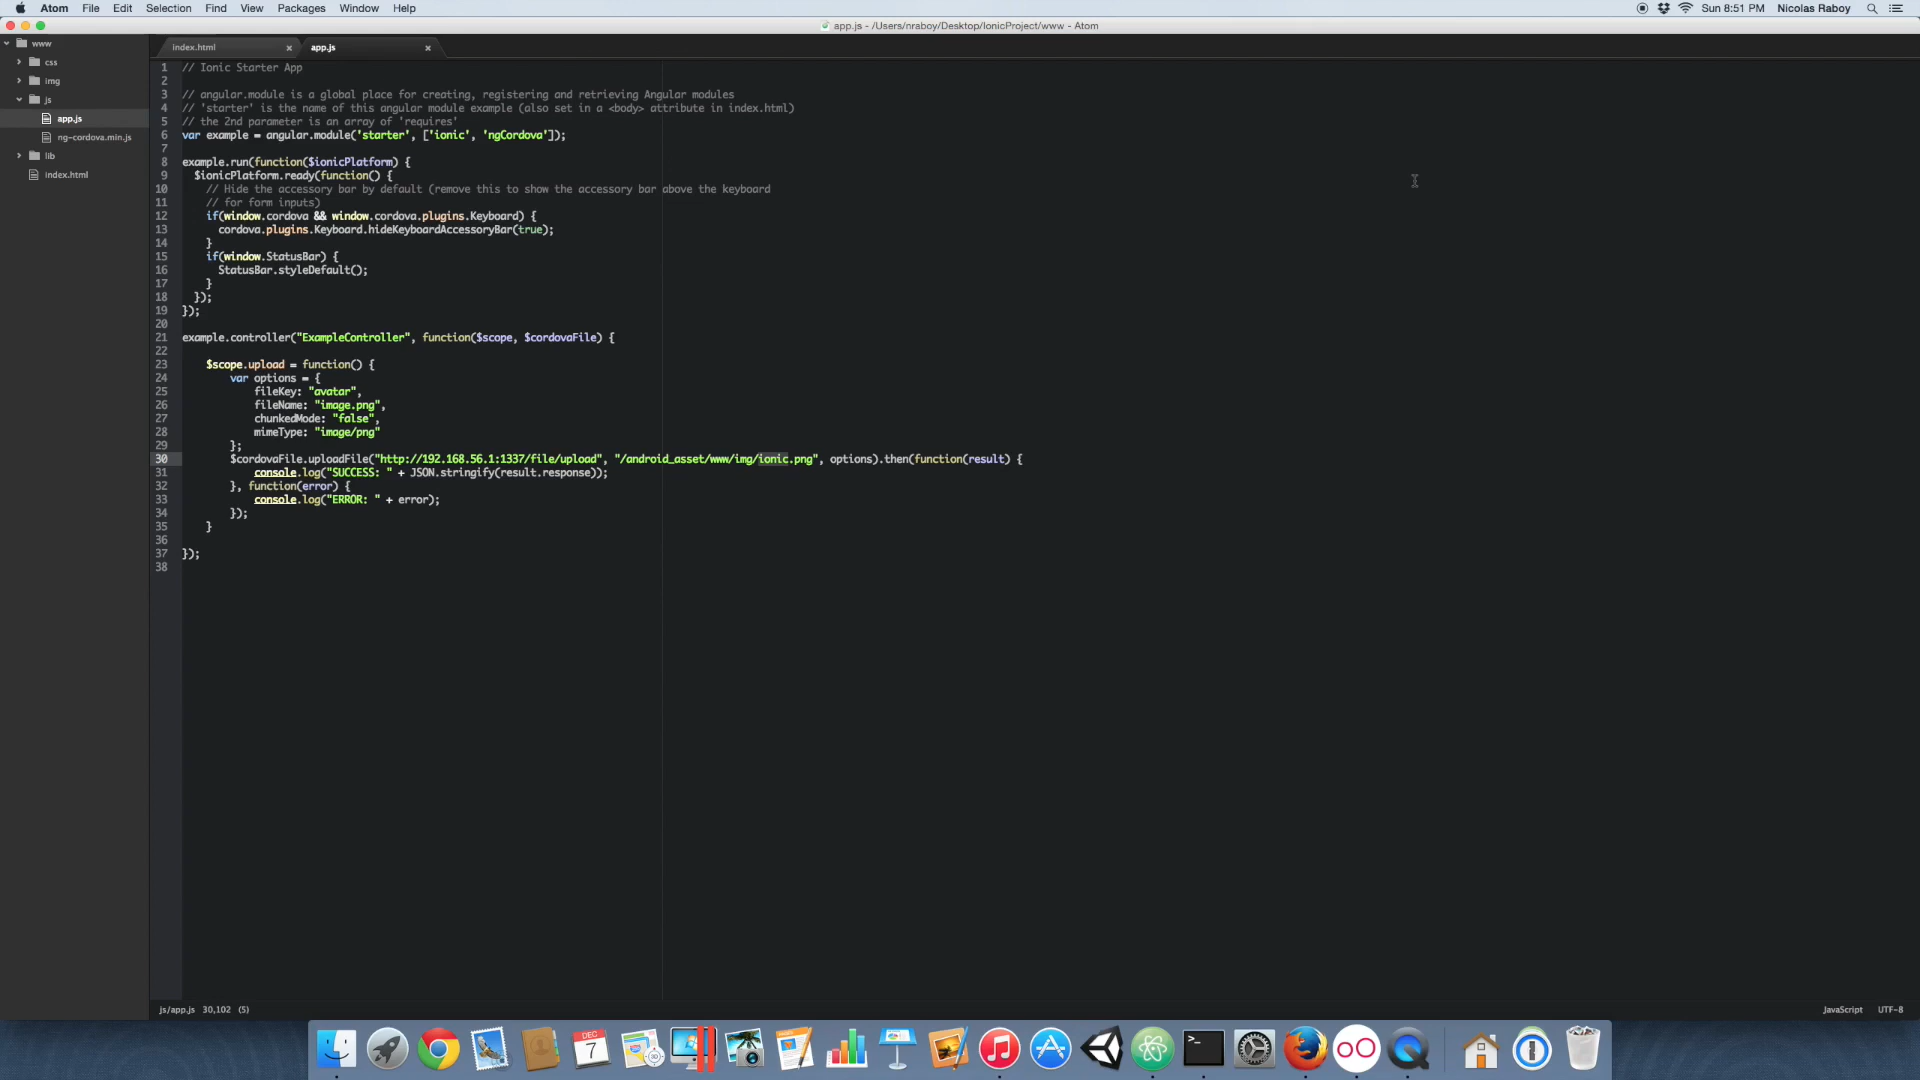 Atom File Edit Selection Find View Packages Window Help Sun 8:51 PM Nicolas Raboy
app.js - /Users/nraboy/Desktop/IonicProject/www - Atom
www
css
img
js
app.js
ng-cordova.min.js
lib
index.html
index.html app.js
1 // Ionic Starter App
2
3 // angular.module is a global place for creating, registering and retrieving Angular modules
4 // 'starter' is the name of this angular module example (also set in a <body> attribute in index.html)
5 // the 2nd parameter is an array of 'requires'
6 var example = angular.module('starter', ['ionic', 'ngCordova']);
7
8 example.run(function($ionicPlatform) {
9 $ionicPlatform.ready(function() {
10 // Hide the accessory bar by default (remove this to show the accessory bar above the keyboard
11 // for form inputs)
12 if(window.cordova && window.cordova.plugins.Keyboard) {
13 cordova.plugins.Keyboard.hideKeyboardAccessoryBar(true);
14 }
15 if(window.StatusBar) {
16 StatusBar.styleDefault();
17 }
18 });
19 });
20
21 example.controller("ExampleController", function($scope, $cordovaFile) {
22
23 $scope.upload = function() {
24 var options = {
25 fileKey: "avatar",
26 fileName: "image.png",
27 chunkedMode: "false",
28 mimeType: "image/png"
29 };
30 $cordovaFile.uploadFile("http://192.168.56.1:1337/file/upload", "/android_asset/www/img/ionic.png", options).then(function(result) {
31 console.log("SUCCESS: " + JSON.stringify(result.response));
32 }, function(error) {
33 console.log("ERROR: " + error);
34 });
35 }
36
37 });
38
js/app.js 30,102 (5) JavaScript UTF-8
DEC
7